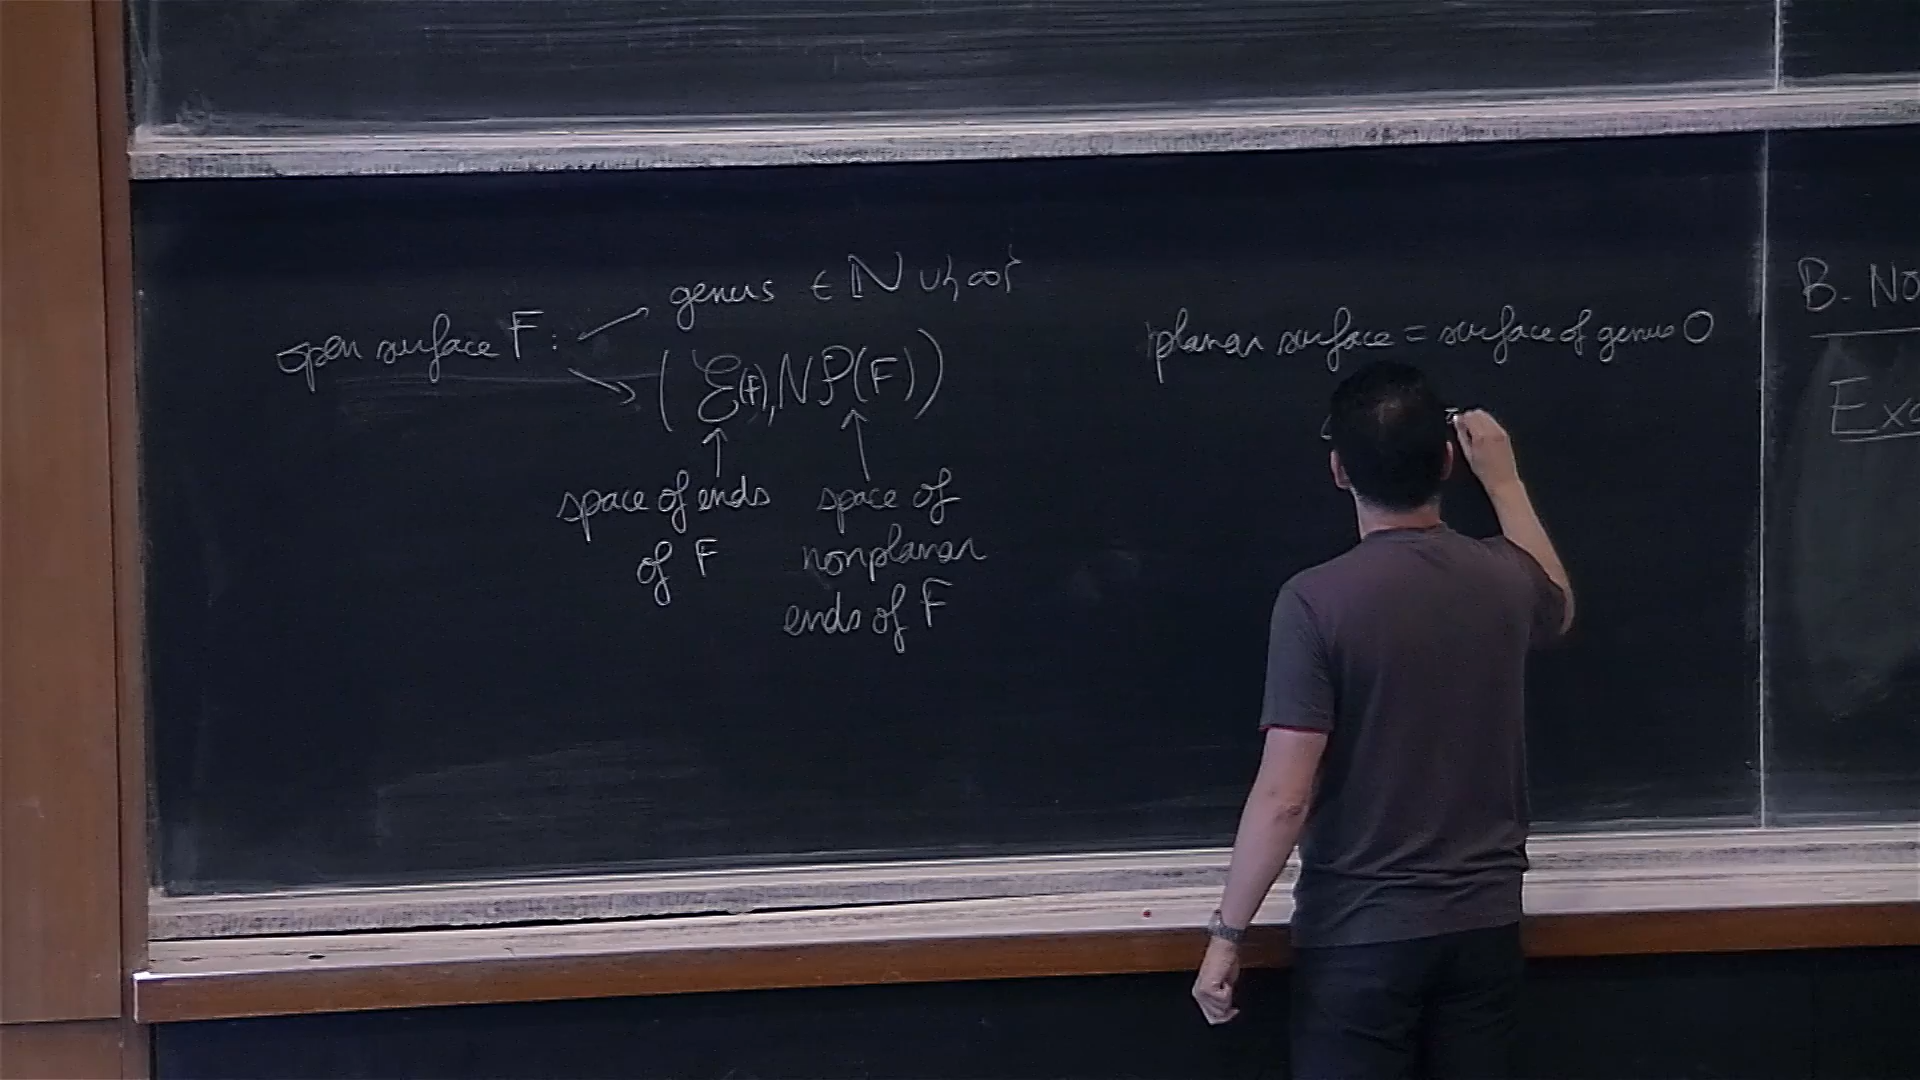 genus ∈ ℕ ∪ {∞}
open surface F :
(ℰ(F), NP(F))
space of ends
of F
space of
nonplanar
ends of F
planar surface = surface of genus 0
B. No
Exa